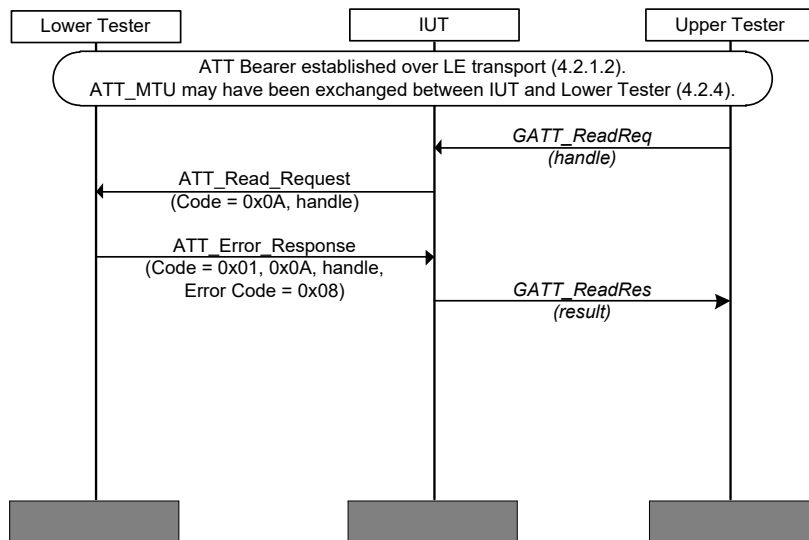 Lower Tester
IUT
Upper Tester
ATT Bearer established over LE transport (4.2.1.2).
ATT_MTU may have been exchanged between IUT and Lower Tester (4.2.4).
GATT_ReadReq
(handle)
ATT_Read_Request
(Code = 0x0A, handle)
ATT_Error_Response
(Code = 0x01, 0x0A, handle,
Error Code = 0x08)
GATT_ReadRes
(result)